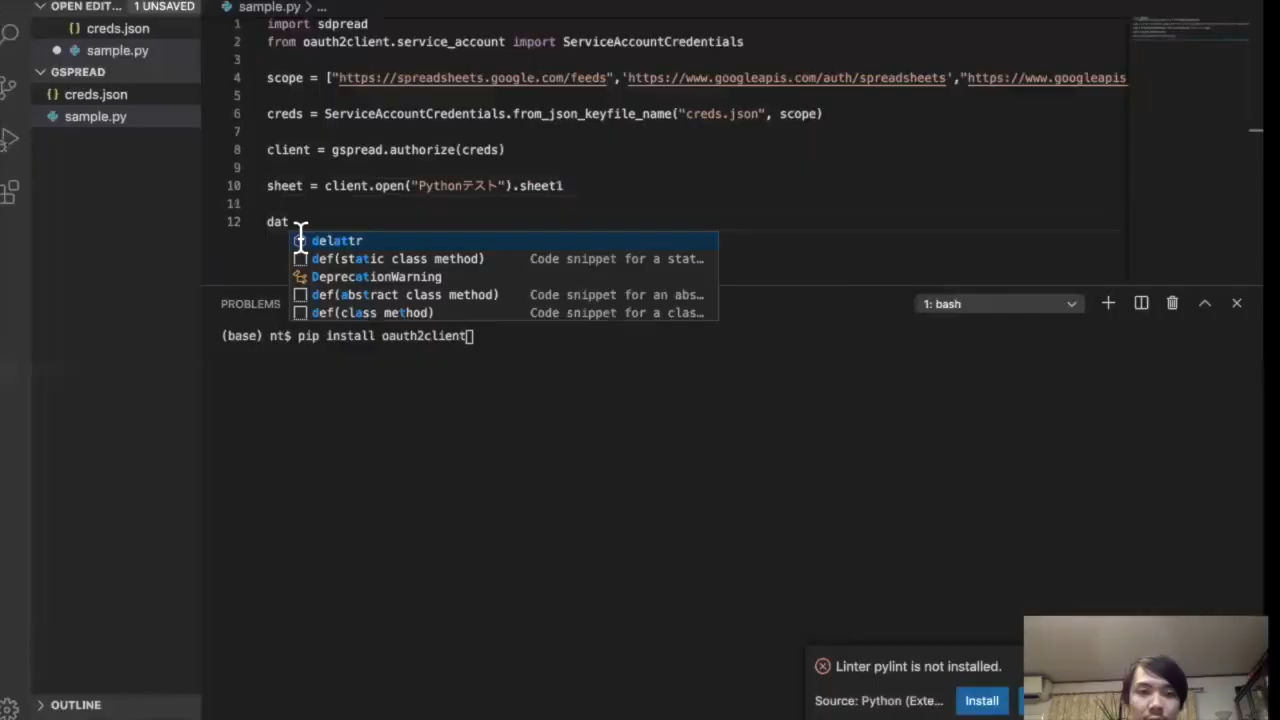 OPEN EDIT... 1 UNSAVED
{} creds.json
sample.py
GSPREAD
{} creds.json
sample.py
OUTLINE
sample.py > ...
1 import sdpread
2 from oauth2client.service_account import ServiceAccountCredentials
3
4 scope = ["https://spreadsheets.google.com/feeds",'https://www.googleapis.com/auth/spreadsheets',"https://www.googleapis
5
6 creds = ServiceAccountCredentials.from_json_keyfile_name("creds.json", scope)
7
8 client = gspread.authorize(creds)
9
10 sheet = client.open("Pythonテスト").sheet1
11
12 dat
delattr
def(static class method) Code snippet for a stat…
DeprecationWarning
def(abstract class method) Code snippet for an abs…
def(class method) Code snippet for a clas…
PROBLEMS
1: bash
(base) nt$ pip install oauth2client
Linter pylint is not installed.
Source: Python (Exte...
Install